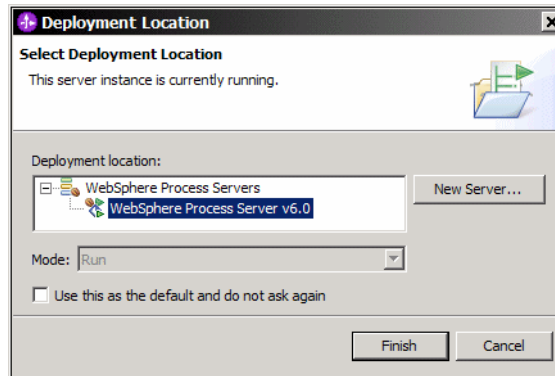 Deployment Location
Select Deployment Location
This server instance is currently running.
Deployment location:
WebSphere Process Servers
WebSphere Process Server v6.0
New Server...
Mode: Run
Use this as the default and do not ask again
Finish
Cancel